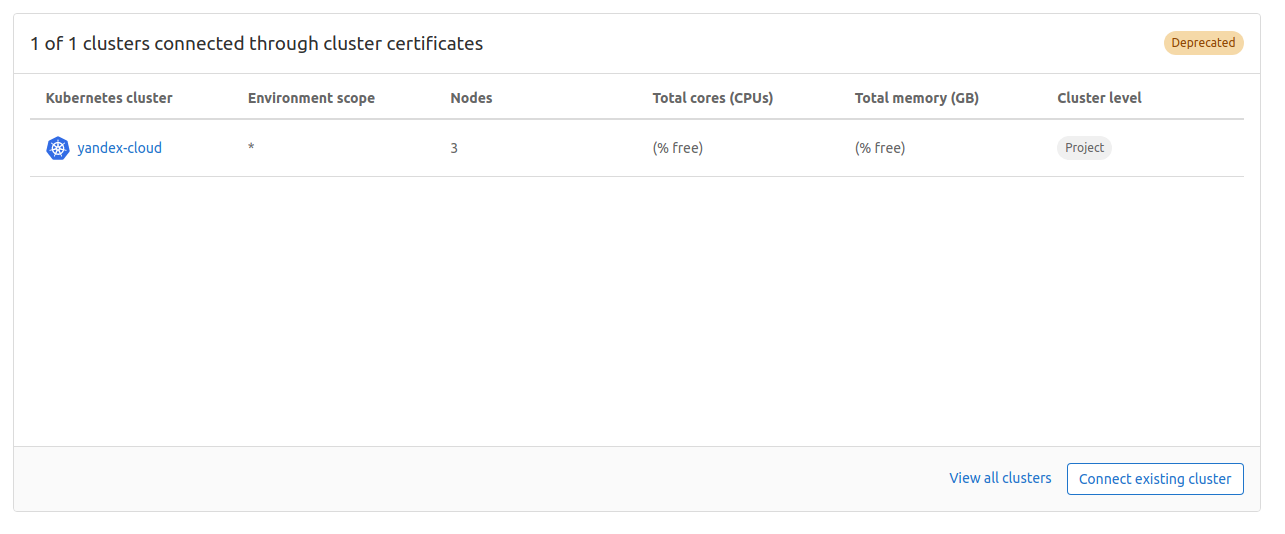 1 of 1 clusters connected through cluster certificates Deprecated
Kubernetes cluster Environment scope Nodes Total cores (CPUs) Total memory (GB) Cluster level
yandex-cloud * 3 (% free) (% free) Project
View all clusters Connect existing cluster